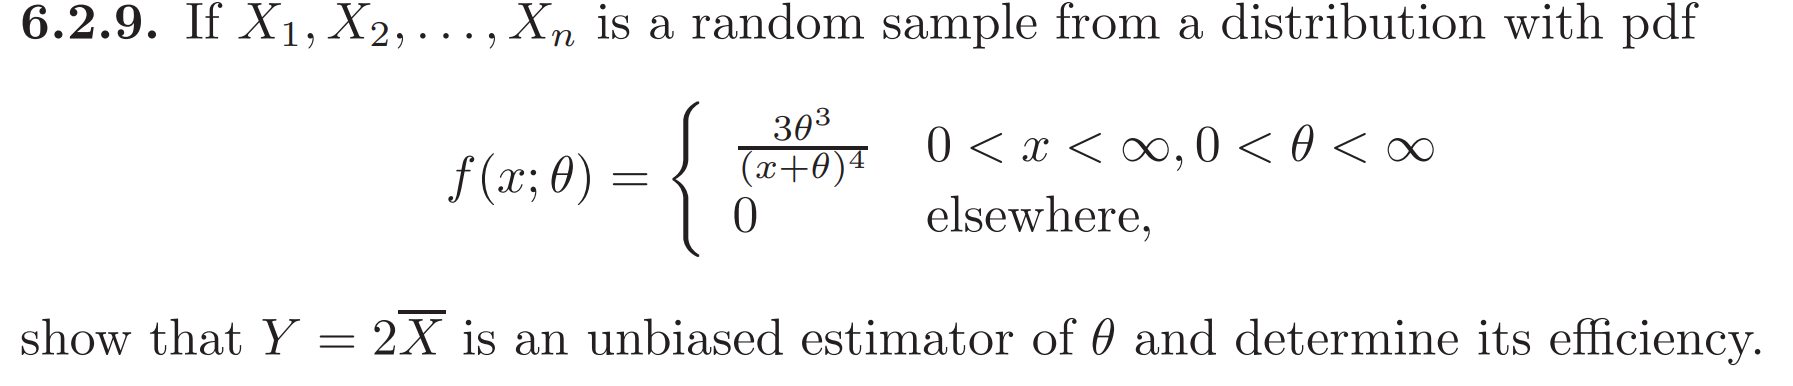 6.2.9. If X₁, X₂, . . . , Xₙ is a random sample from a distribution with pdf
f(x; θ) = { 3θ³/(x+θ)⁴ 0 < x < ∞, 0 < θ < ∞
0 elsewhere,
show that Y = 2X̅ is an unbiased estimator of θ and determine its efficiency.